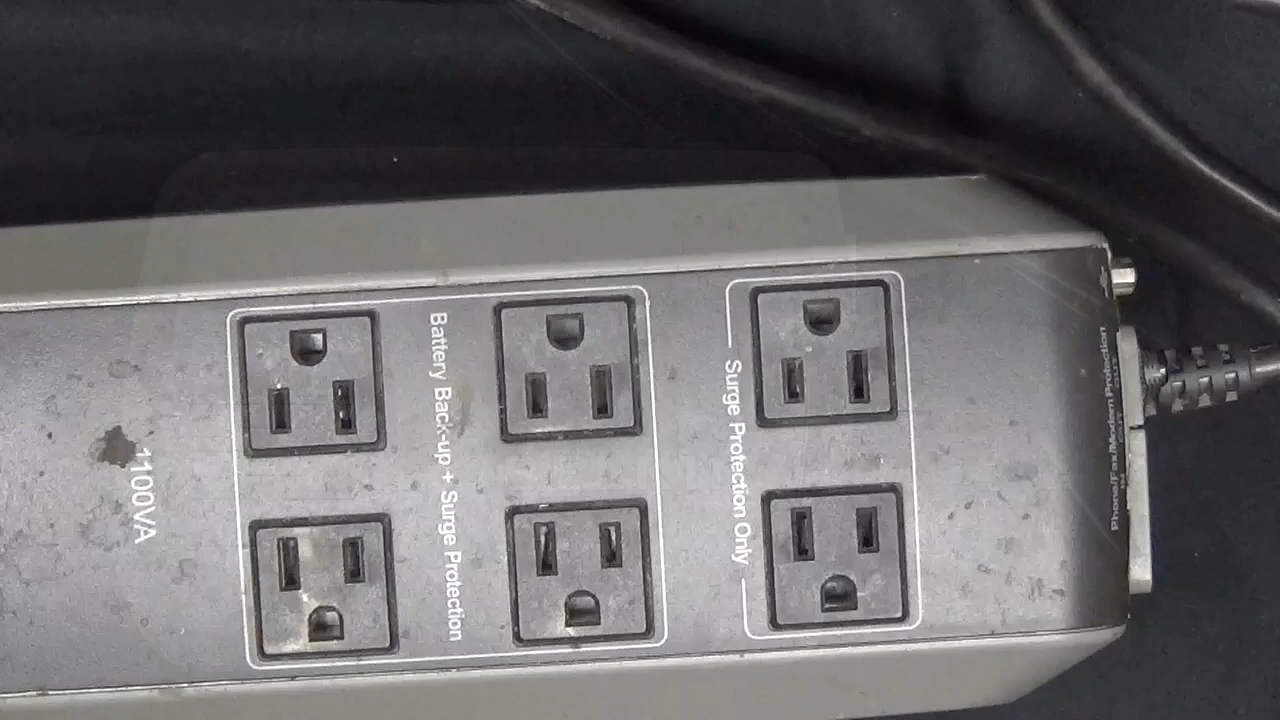 1100VA
Battery Back-up + Surge Protection
Surge Protection Only
Phone/Fax/Modem Protection